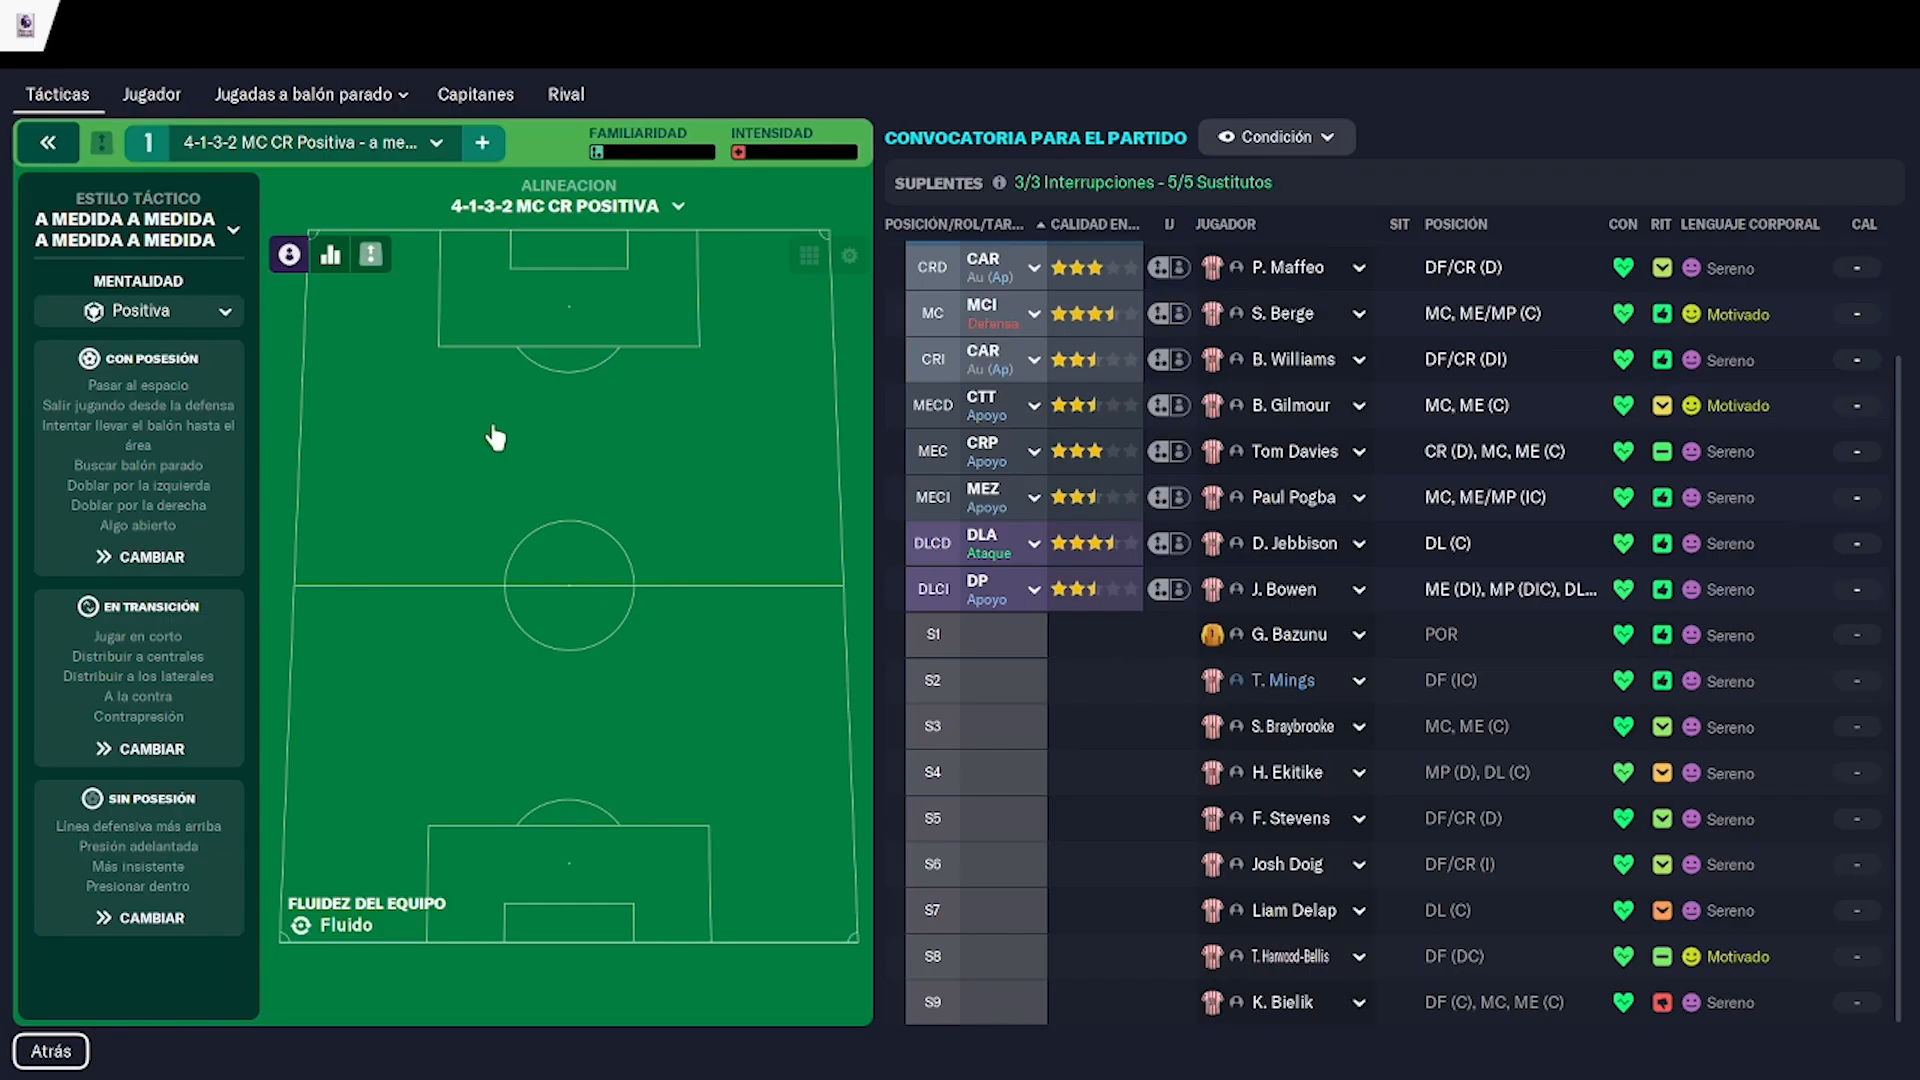 Tácticas
Jugador
Jugadas a balón parado
Capitanes
Rival
1
4-1-3-2 MC CR Positiva - a me...
+
FAMILIARIDAD
INTENSIDAD
ESTILO TÁCTICO
A MEDIDA A MEDIDA
A MEDIDA A MEDIDA
MENTALIDAD
Positiva
CON POSESIÓN
Pasar al espacio
Salir jugando desde la defensa
Intentar llevar el balón hasta el
área
Buscar balón parado
Doblar por la izquierda
Doblar por la derecha
Algo abierto
CAMBIAR
EN TRANSICIÓN
Jugar en corto
Distribuir a centrales
Distribuir a los laterales
A la contra
Contrapresión
CAMBIAR
SIN POSESIÓN
Línea defensiva más arriba
Presión adelantada
Más insistente
Presionar dentro
CAMBIAR
ALINEACION
4-1-3-2 MC CR POSITIVA
FLUIDEZ DEL EQUIPO
Fluido
CONVOCATORIA PARA EL PARTIDO
Condición
SUPLENTES 3/3 Interrupciones - 5/5 Sustitutos
POSICIÓN/ROL/TAR... CALIDAD EN... IJ JUGADOR SIT POSICIÓN CON RIT LENGUAJE CORPORAL CAL
CRD CAR Au (Ap) P. Maffeo DF/CR (D) Sereno -
MC MCI Defensa S. Berge MC, ME/MP (C) Motivado -
CRI CAR Au (Ap) B. Williams DF/CR (DI) Sereno -
MECD CTT Apoyo B. Gilmour MC, ME (C) Motivado -
MEC CRP Apoyo Tom Davies CR (D), MC, ME (C) Sereno -
MECI MEZ Apoyo Paul Pogba MC, ME/MP (IC) Sereno -
DLCD DLA Ataque D. Jebbison DL (C) Sereno -
DLCI DP Apoyo J. Bowen ME (DI), MP (DIC), DL... Sereno -
S1 G. Bazunu POR Sereno -
S2 T. Mings DF (IC) Sereno -
S3 S. Braybrooke MC, ME (C) Sereno -
S4 H. Ekitike MP (D), DL (C) Sereno -
S5 F. Stevens DF/CR (D) Sereno -
S6 Josh Doig DF/CR (I) Sereno -
S7 Liam Delap DL (C) Sereno -
S8 T. Harwood-Bellis DF (DC) Motivado -
S9 K. Bielik DF (C), MC, ME (C) Sereno -
Atrás